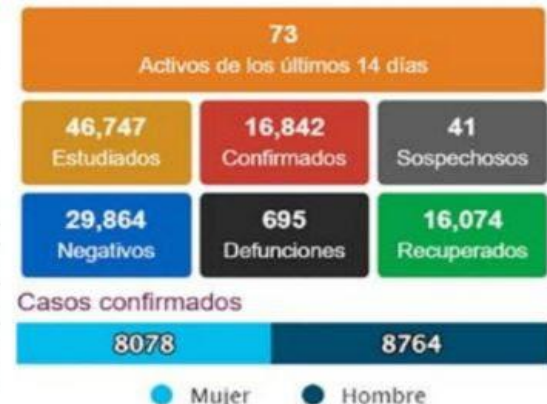 73
Activos de los últimos 14 días
46,747
Estudiados
16,842
Confirmados
41
Sospechosos
29,864
Negativos
695
Defunciones
16,074
Recuperados
Casos confirmados
8078 8764
Mujer Hombre